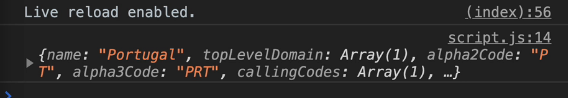 Live reload enabled. (index):56
script.js:14
{name: "Portugal", topLevelDomain: Array(1), alpha2Code: "P
T", alpha3Code: "PRT", callingCodes: Array(1), …}